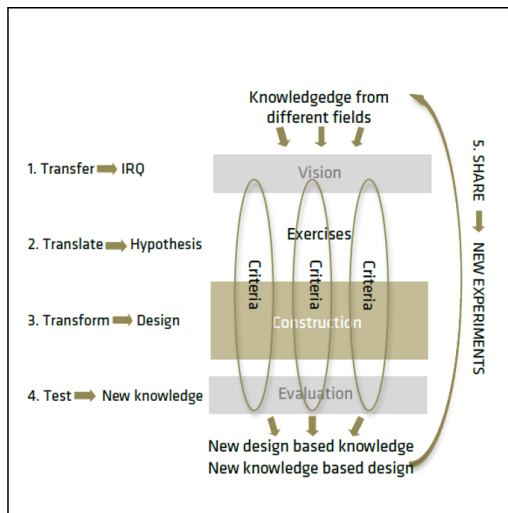 Knowledgedge from
different fields
1. Transfer IRQ
Vision
2. Translate Hypothesis
Exercises
Criteria
Criteria
Criteria
3. Transform Design
Construction
4. Test New knowledge
Evaluation
New design based knowledge
New knowledge based design
5. SHARE NEW EXPERIMENTS